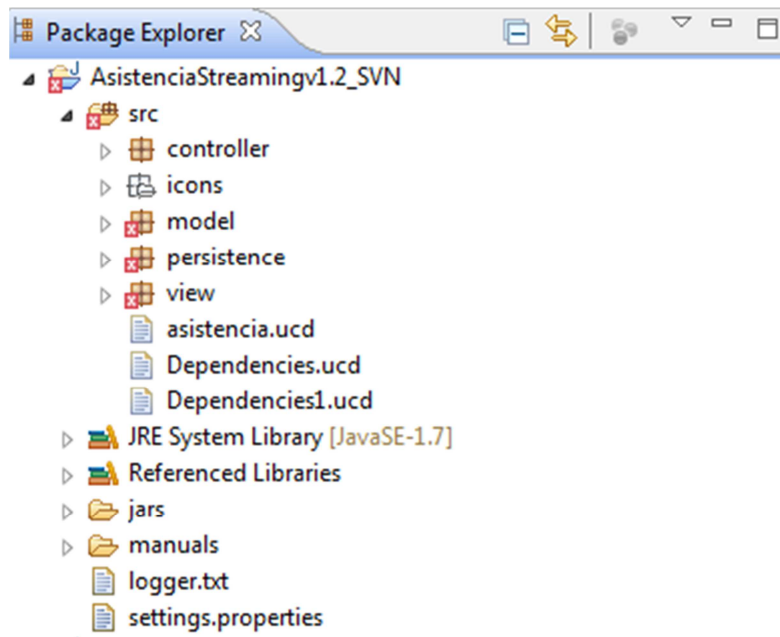 Package Explorer
AsistenciaStreamingv1.2_SVN
src
controller
icons
model
persistence
view
asistencia.ucd
Dependencies.ucd
Dependencies1.ucd
JRE System Library [JavaSE-1.7]
Referenced Libraries
jars
manuals
logger.txt
settings.properties